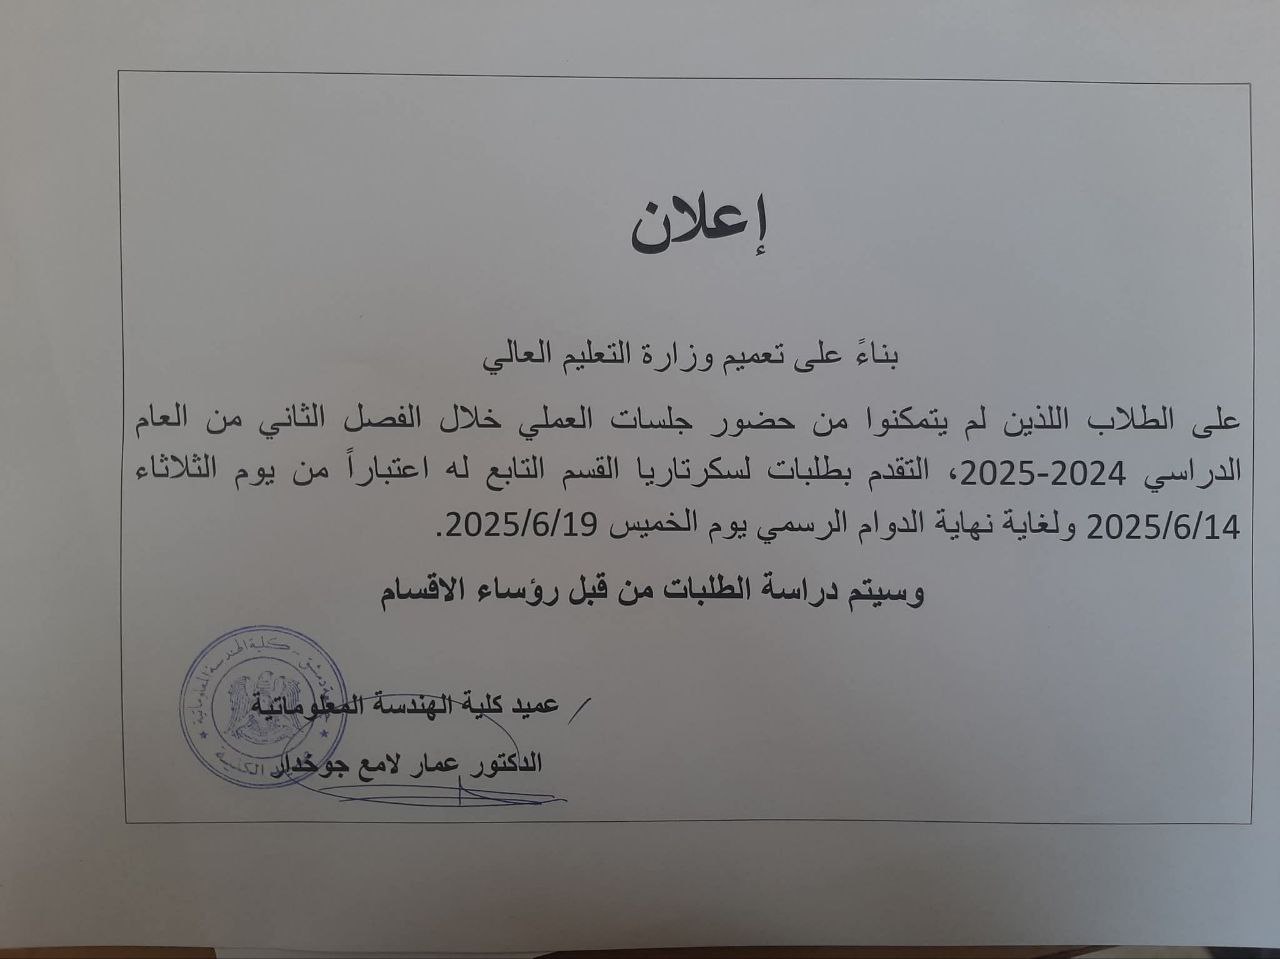 إعلان
بناءً على تعميم وزارة التعليم العالي
على الطلاب اللذين لم يتمكنوا من حضور جلسات العملي خلال الفصل الثاني من العام
الدراسي 2024-2025، التقدم بطلبات لسكرتاريا القسم التابع له اعتباراً من يوم الثلاثاء
2025/6/14 ولغاية نهاية الدوام الرسمي يوم الخميس 2025/6/19.
وسيتم دراسة الطلبات من قبل رؤساء الاقسام
عميد كلية الهندسة المعلوماتية
الدكتور عمار لامع جوخدار
دمشق - كلية الهندسة المعلوماتية